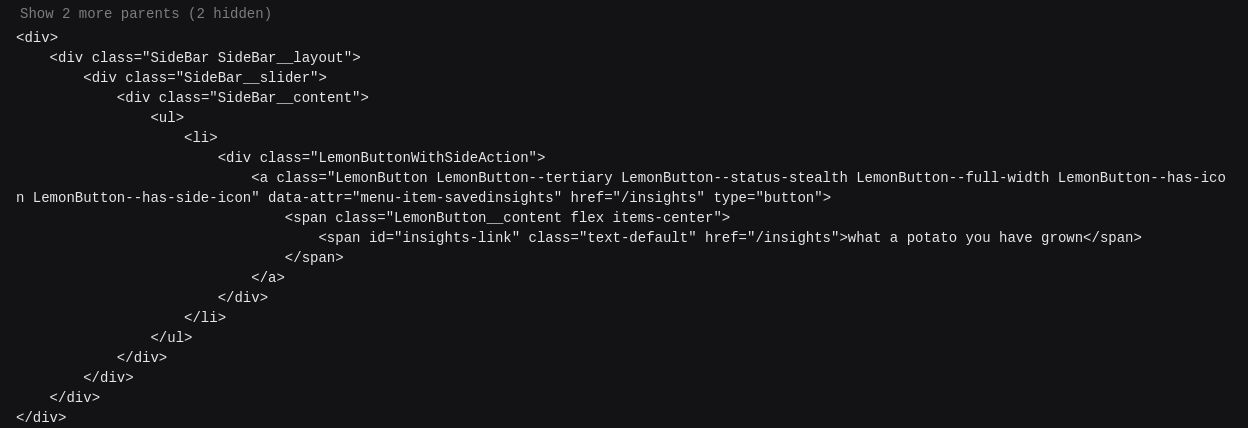 Show 2 more parents (2 hidden)
<div>
    <div class="SideBar SideBar__layout">
        <div class="SideBar__slider">
            <div class="SideBar__content">
                <ul>
                    <li>
                        <div class="LemonButtonWithSideAction">
                            <a class="LemonButton LemonButton--tertiary LemonButton--status-stealth LemonButton--full-width LemonButton--has-ico
n LemonButton--has-side-icon" data-attr="menu-item-savedinsights" href="/insights" type="button">
                                <span class="LemonButton__content flex items-center">
                                    <span id="insights-link" class="text-default" href="/insights">what a potato you have grown</span>
                                </span>
                            </a>
                        </div>
                    </li>
                </ul>
            </div>
        </div>
    </div>
</div>